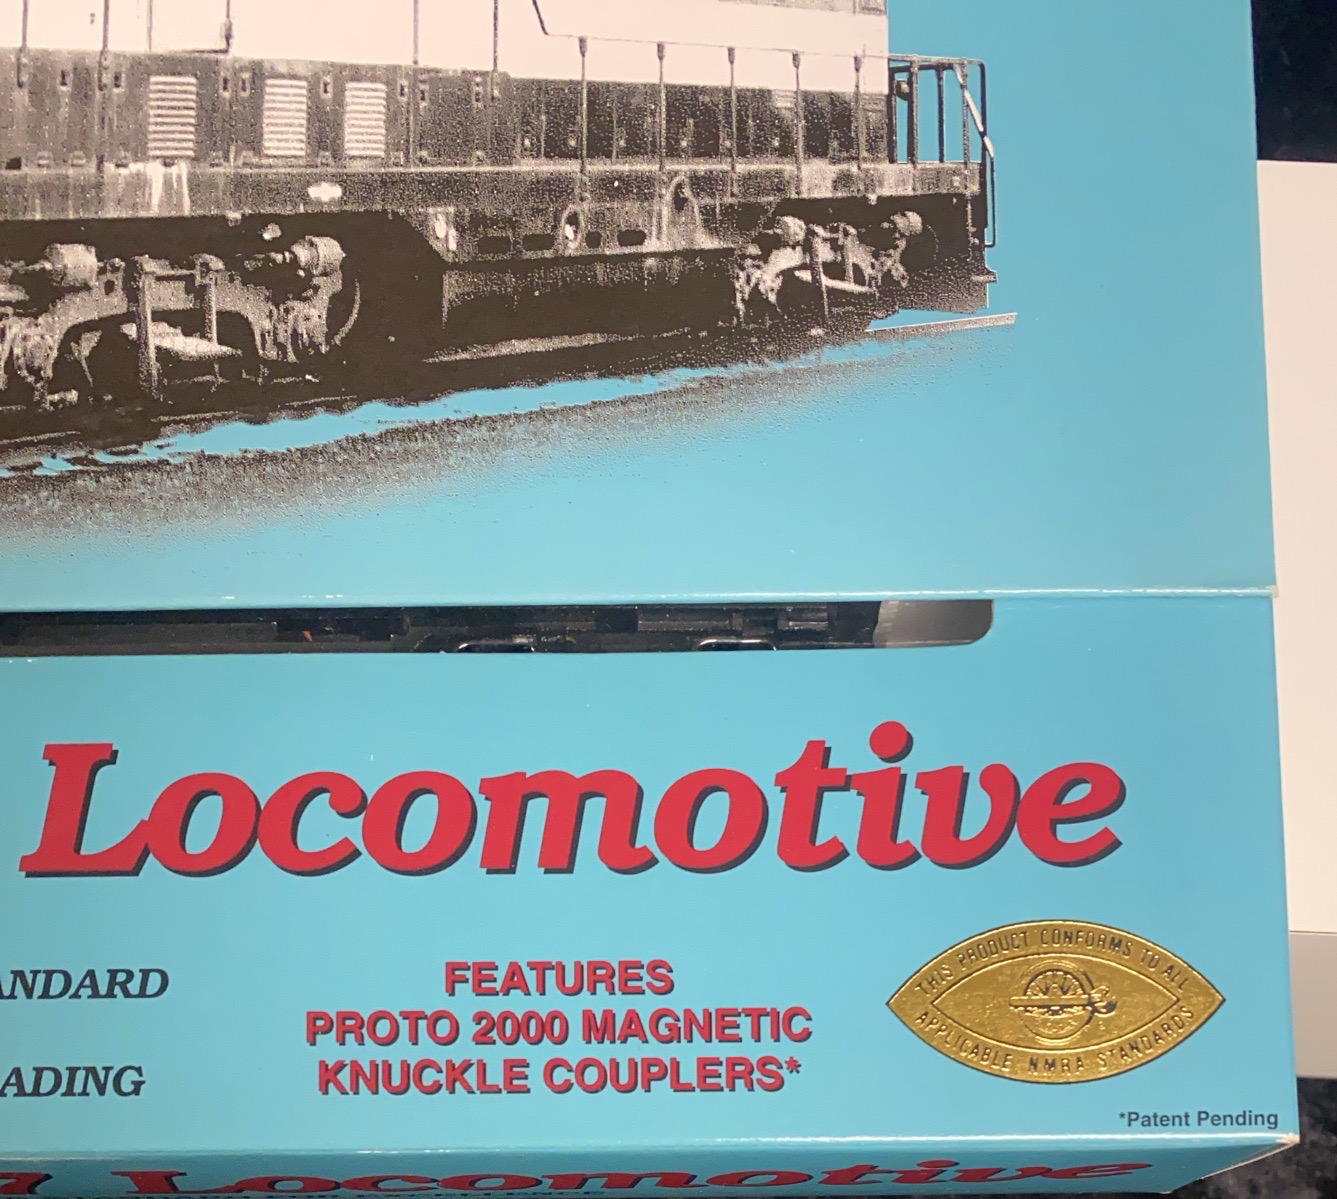 Locomotive
ANDARD
ADING
FEATURES
PROTO 2000 MAGNETIC
KNUCKLE COUPLERS*
THIS PRODUCT CONFORMS TO ALL
APPLICABLE NMRA STANDARDS
*Patent Pending
Locomotive